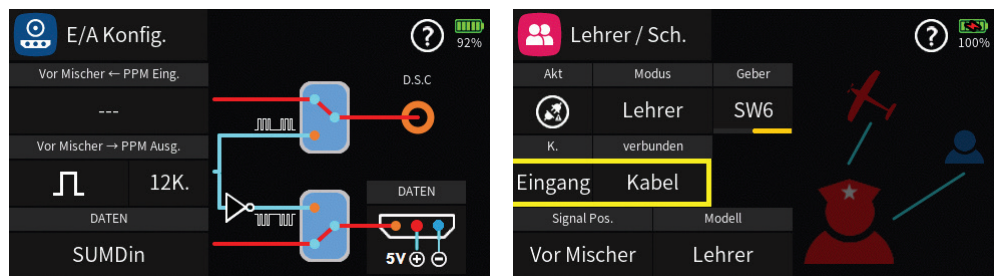 E/A Konfig.
?
92%
Vor Mischer ← PPM Eing.
---
D.S.C
Vor Mischer → PPM Ausg.
12K.
DATEN
SUMDin
DATEN
5V ⊕ ⊖
Lehrer / Sch.
?
100%
Akt Modus Geber
Lehrer SW6
K. verbunden
Eingang Kabel
Signal Pos. Modell
Vor Mischer Lehrer